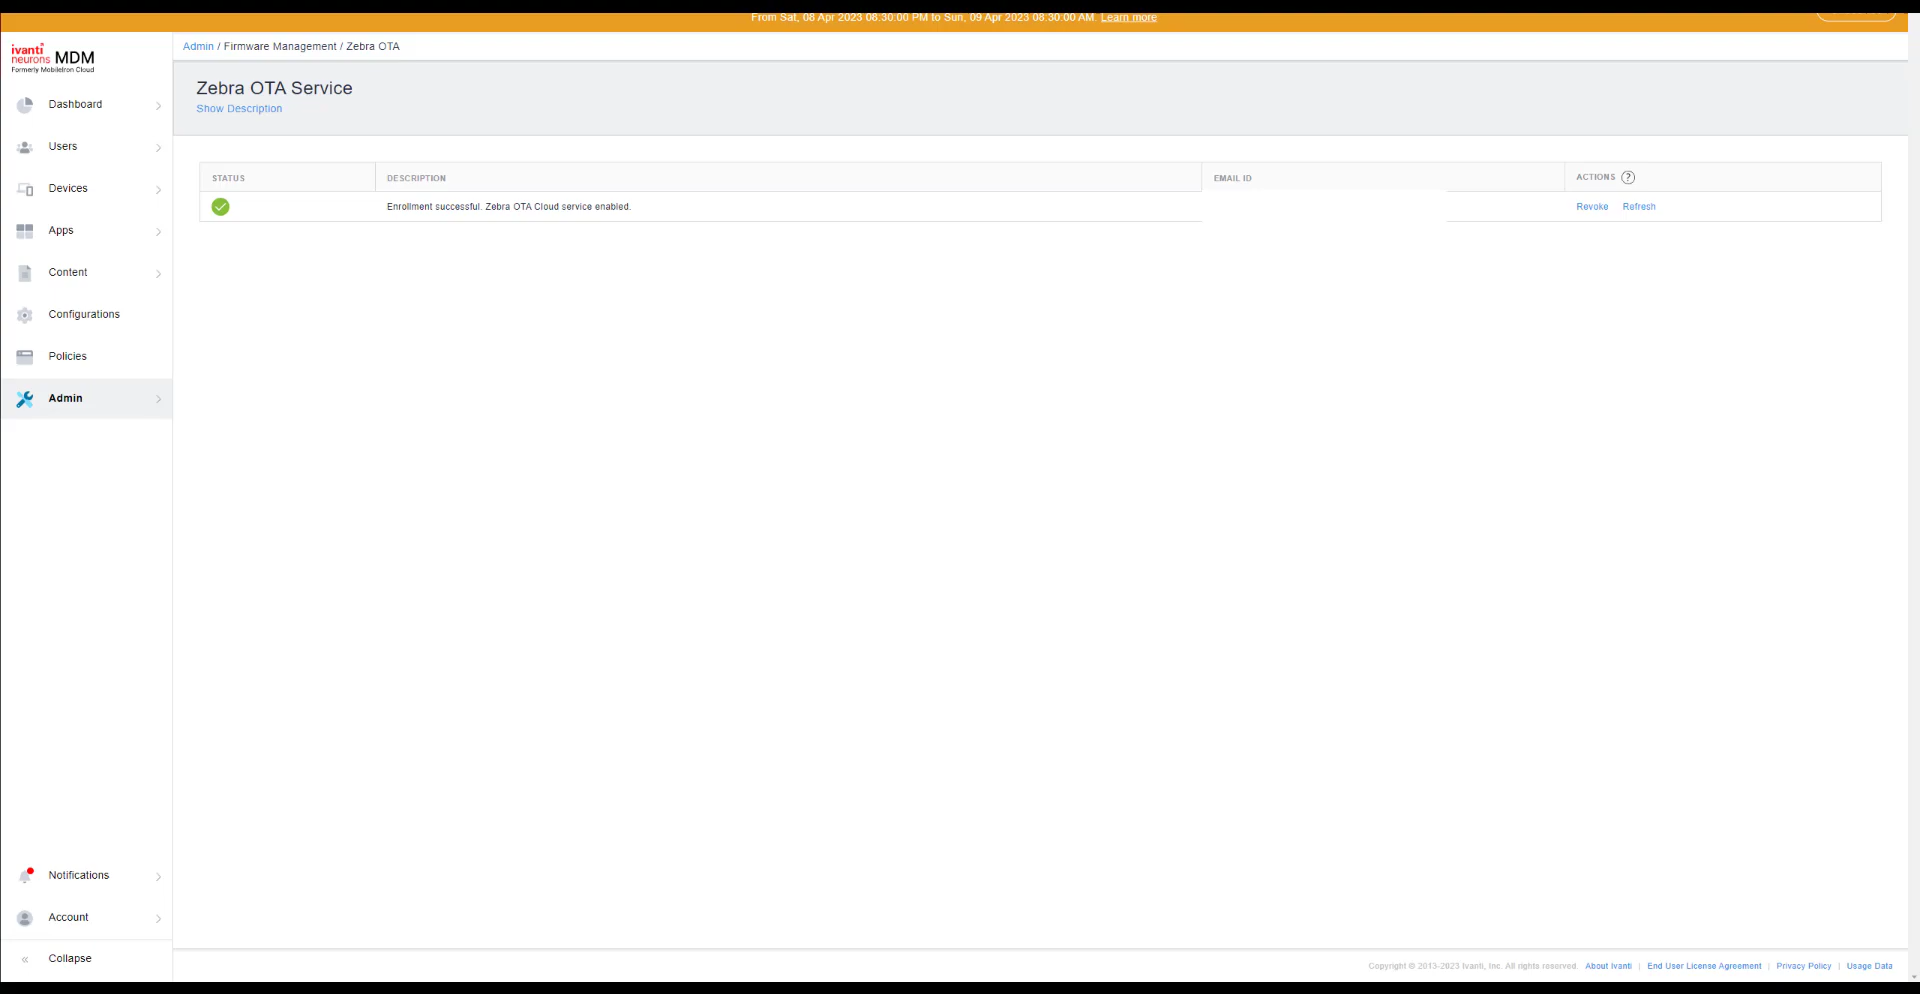 From Sat, 08 Apr 2023 08:30:00 PM to Sun, 09 Apr 2023 08:30:00 AM. Learn more
ivanti
neurons MDM
Formerly MobileIron Cloud
Admin / Firmware Management / Zebra OTA
Zebra OTA Service
Show Description
Dashboard
Users
Devices
Apps
Content
Configurations
Policies
Admin
STATUS DESCRIPTION EMAIL ID ACTIONS ?
Enrollment successful. Zebra OTA Cloud service enabled. Revoke Refresh
Notifications
Account
« Collapse
Copyright © 2013-2023 Ivanti, Inc. All rights reserved. About Ivanti | End User License Agreement | Privacy Policy | Usage Data